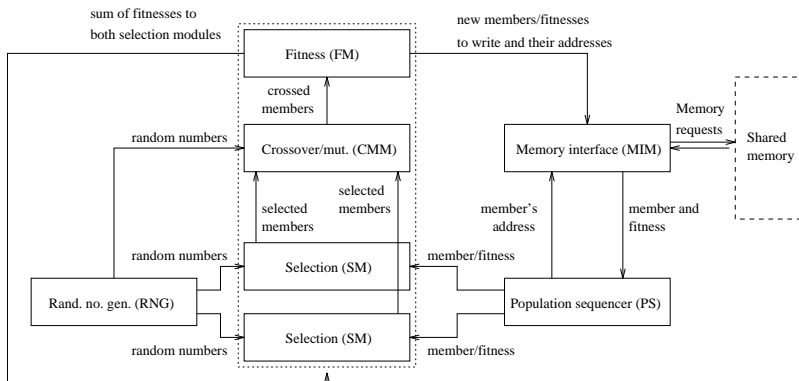 sum of fitnesses to
both selection modules
new members/fitnesses
to write and their addresses
Fitness (FM)
crossed
members
Memory
requests
random numbers
Crossover/mut. (CMM)
Memory interface (MIM)
Shared
memory
selected
members
selected
members
member's
address
member and
fitness
random numbers
Selection (SM)
member/fitness
Rand. no. gen. (RNG)
Population sequencer (PS)
Selection (SM)
random numbers
member/fitness